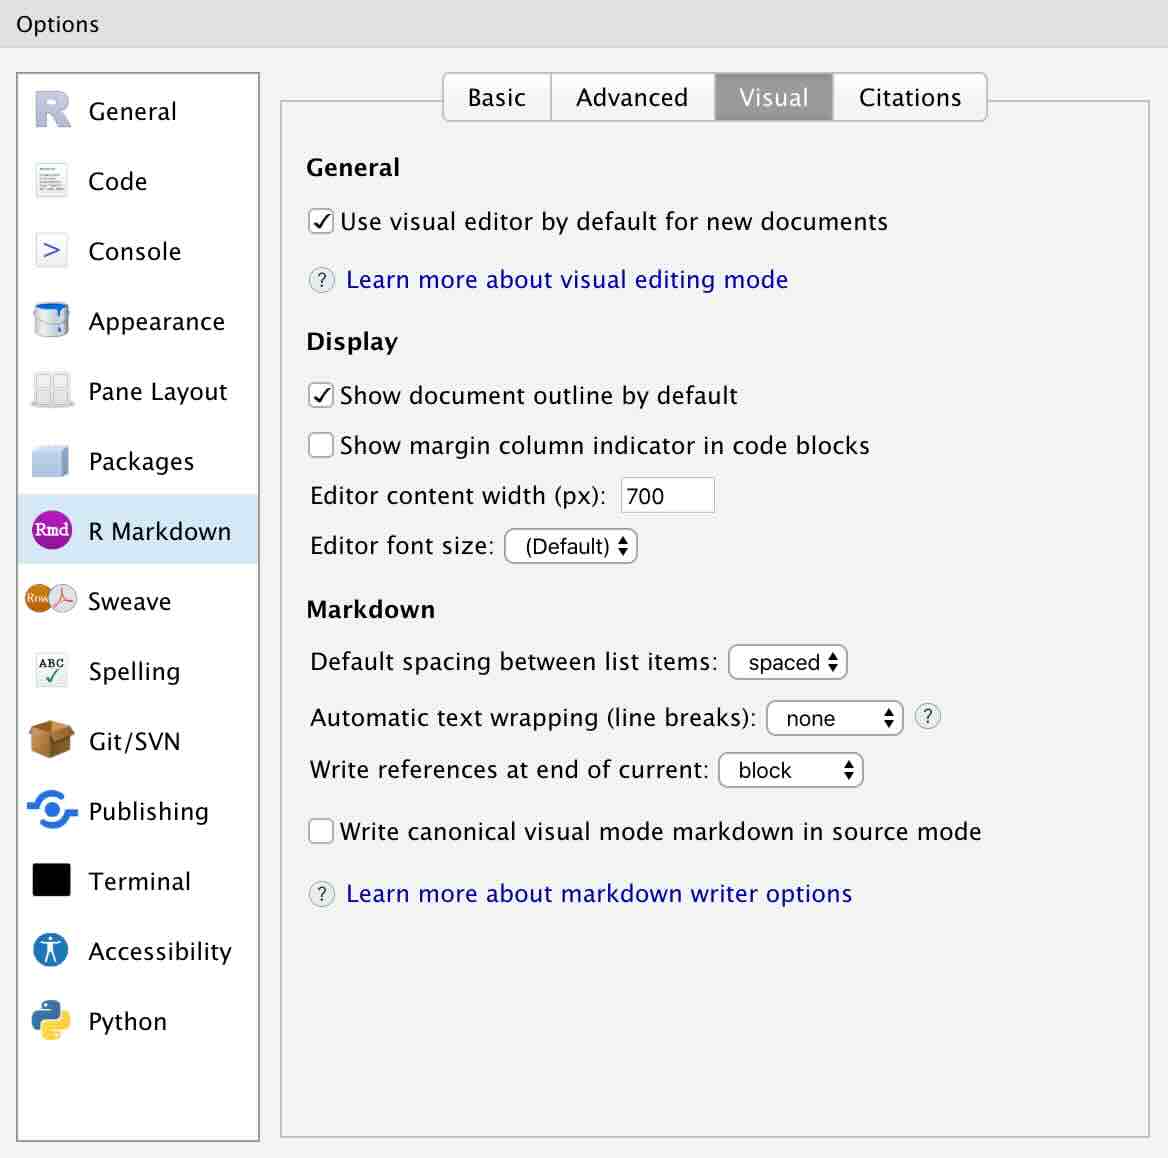 Options
General
Code
Console
Appearance
Pane Layout
Packages
Rmd R Markdown
Rnw Sweave
ABC Spelling
Git/SVN
Publishing
Terminal
Accessibility
Python
Basic Advanced Visual Citations
General
Use visual editor by default for new documents
? Learn more about visual editing mode
Display
Show document outline by default
Show margin column indicator in code blocks
Editor content width (px): 700
Editor font size: (Default)
Markdown
Default spacing between list items: spaced
Automatic text wrapping (line breaks): none ?
Write references at end of current: block
Write canonical visual mode markdown in source mode
? Learn more about markdown writer options